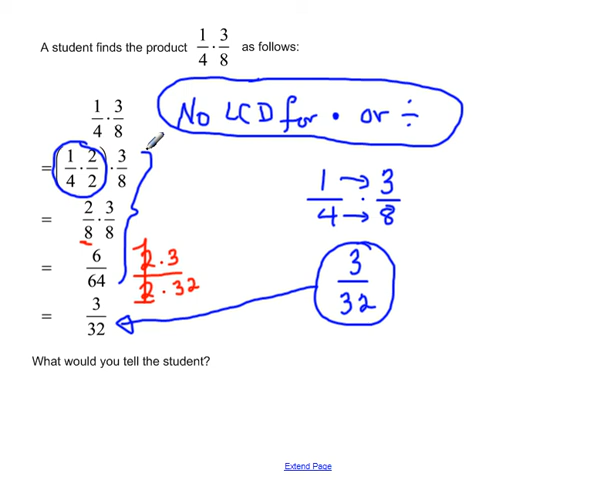 A student finds the product 1/4 · 3/8 as follows:
1/4 · 3/8
No LCD for · or ÷
= (1/4 · 2/2) · 3/8
1/4 · 3/8
= 2/8 · 3/8
= 6/64
2 · 3 / 2 · 32
3/32
= 3/32
What would you tell the student?
Extend Page